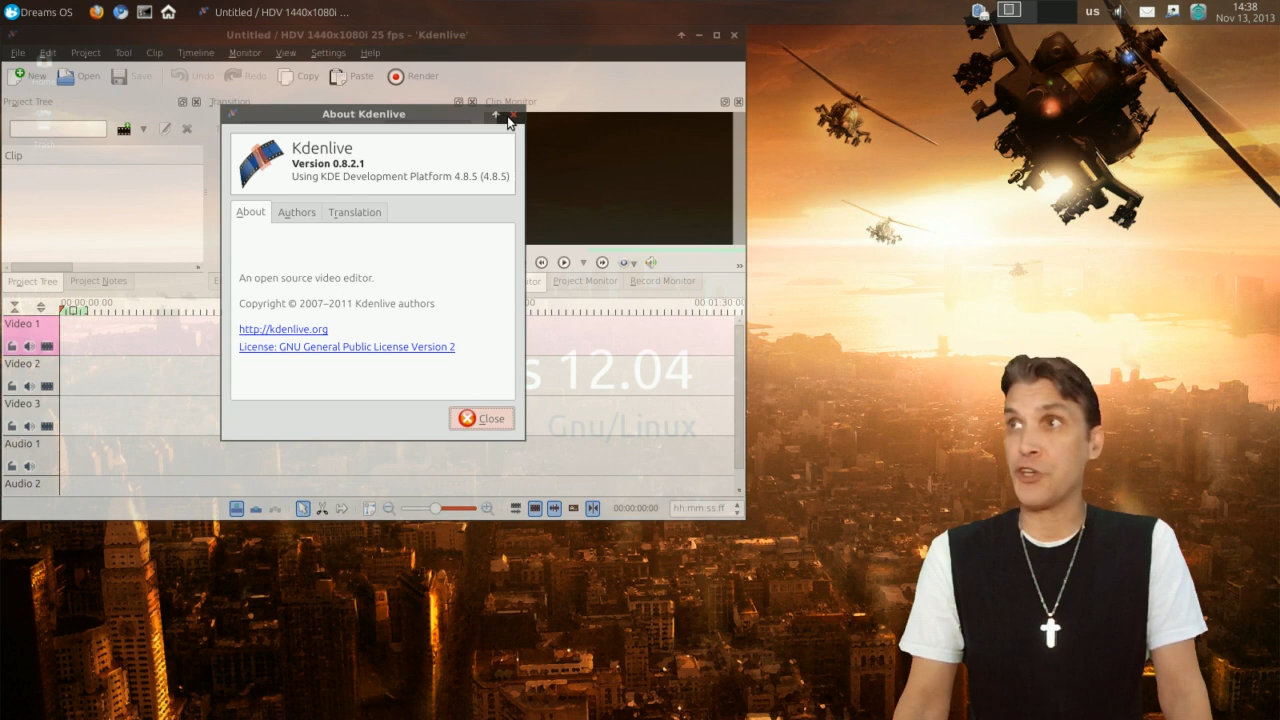 Dreams OS
Untitled / HDV 1440x1080i ...
us
14:38
Nov 13, 2013
Untitled / HDV 1440x1080i 25 fps – 'Kdenlive'
File Edit Project Tool Clip Timeline Monitor View Settings Help
New Open Save Undo Redo Copy Paste Render
Project Tree
Transition
Clip Monitor
Clip
About Kdenlive
Kdenlive
Version 0.8.2.1
Using KDE Development Platform 4.8.5 (4.8.5)
About Authors Translation
An open source video editor.
Copyright © 2007–2011 Kdenlive authors
http://kdenlive.org
License: GNU General Public License Version 2
Close
Project Tree Project Notes
Project Monitor Record Monitor
00:00:00:00
00:01:30:00
Video 1
Video 2
Video 3
Audio 1
Audio 2
s 12.04
Gnu/Linux
00:00:00:00
hh:mm:ss:ff